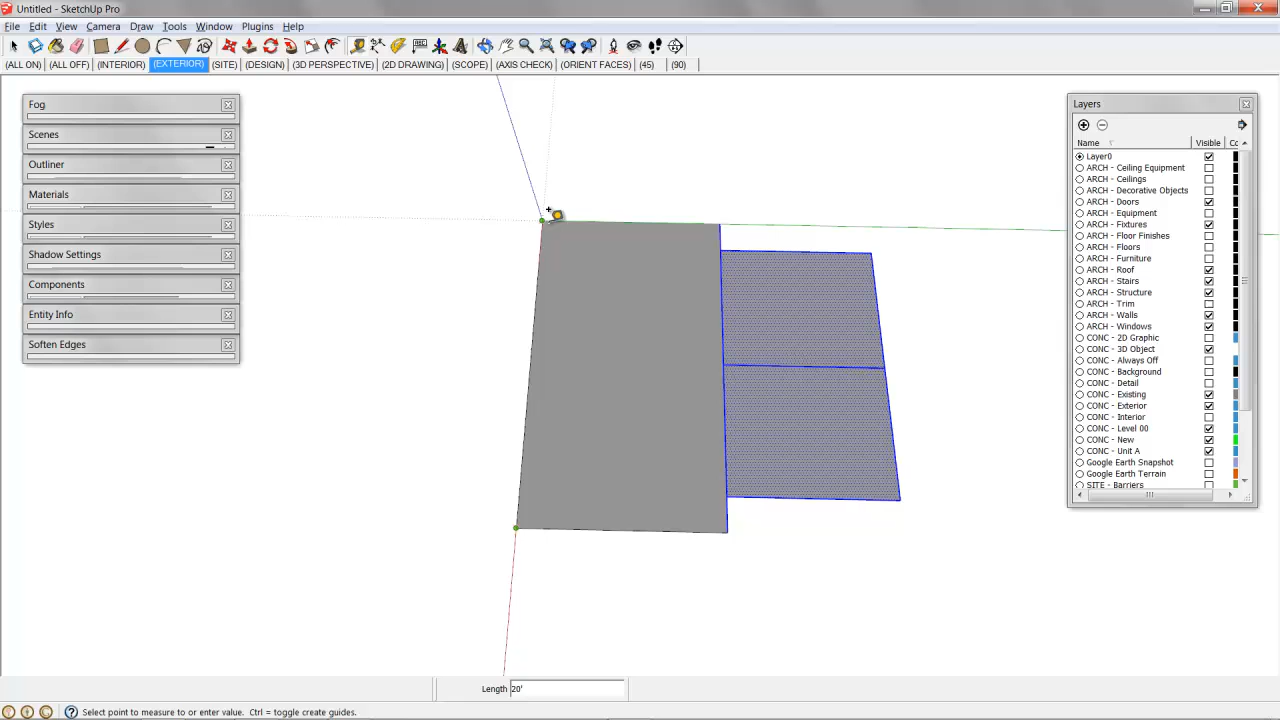 Untitled - SketchUp Pro
File Edit View Camera Draw Tools Window Plugins Help
(ALL ON) (ALL OFF) (INTERIOR) (EXTERIOR) (SITE) (DESIGN) (3D PERSPECTIVE) (2D DRAWING) (SCOPE) (AXIS CHECK) (ORIENT FACES) (45) (90)
Fog
Scenes
Outliner
Materials
Styles
Shadow Settings
Components
Entity Info
Soften Edges
Layers
Name Visible Co
Layer0
ARCH - Ceiling Equipment
ARCH - Ceilings
ARCH - Decorative Objects
ARCH - Doors
ARCH - Equipment
ARCH - Fixtures
ARCH - Floor Finishes
ARCH - Floors
ARCH - Furniture
ARCH - Roof
ARCH - Stairs
ARCH - Structure
ARCH - Trim
ARCH - Walls
ARCH - Windows
CONC - 2D Graphic
CONC - 3D Object
CONC - Always Off
CONC - Background
CONC - Detail
CONC - Existing
CONC - Exterior
CONC - Interior
CONC - Level 00
CONC - New
CONC - Unit A
Google Earth Snapshot
Google Earth Terrain
SITE - Barriers
Length 20'
Select point to measure to or enter value. Ctrl = toggle create guides.